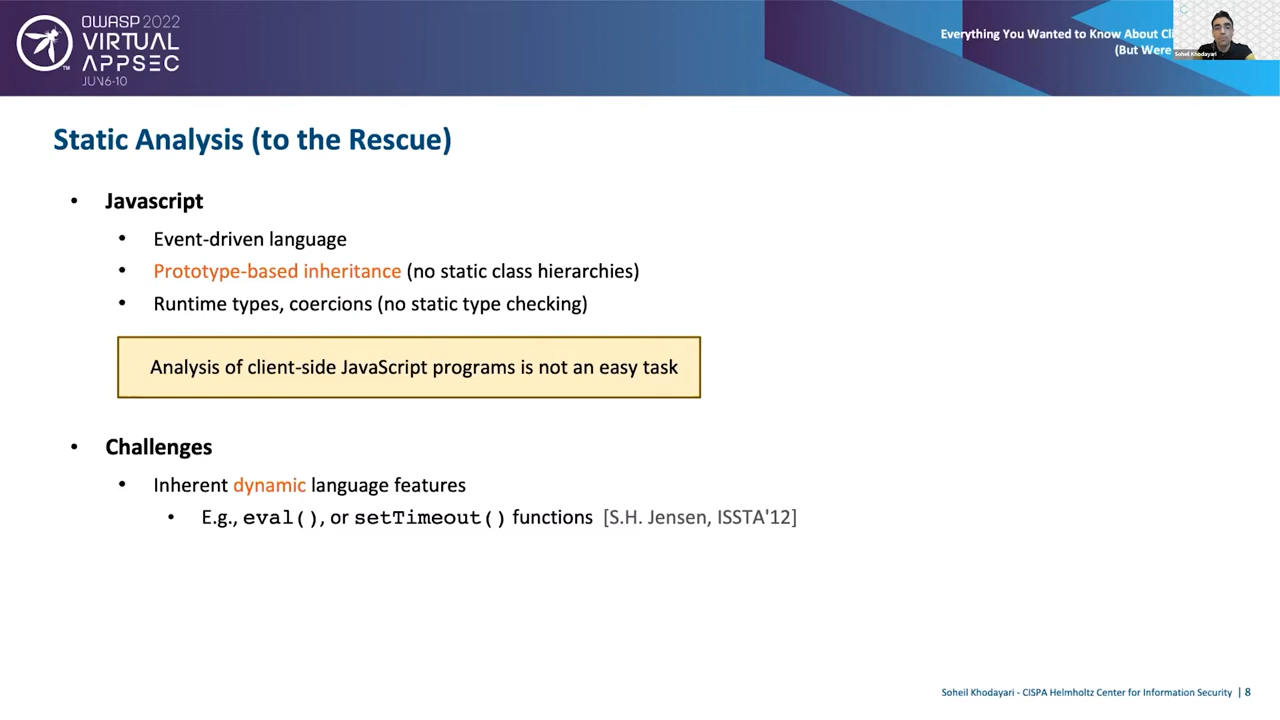 OWASP 2022
VIRTUAL
APPSEC
JUN 6-10
TM
Everything You Wanted to Know About Cli
(But Were
Soheil Khodayari
Static Analysis (to the Rescue)
• Javascript
• Event-driven language
• Prototype-based inheritance (no static class hierarchies)
• Runtime types, coercions (no static type checking)
Analysis of client-side JavaScript programs is not an easy task
• Challenges
• Inherent dynamic language features
• E.g., eval(), or setTimeout() functions [S.H. Jensen, ISSTA'12]
Soheil Khodayari - CISPA Helmholtz Center for Information Security | 8